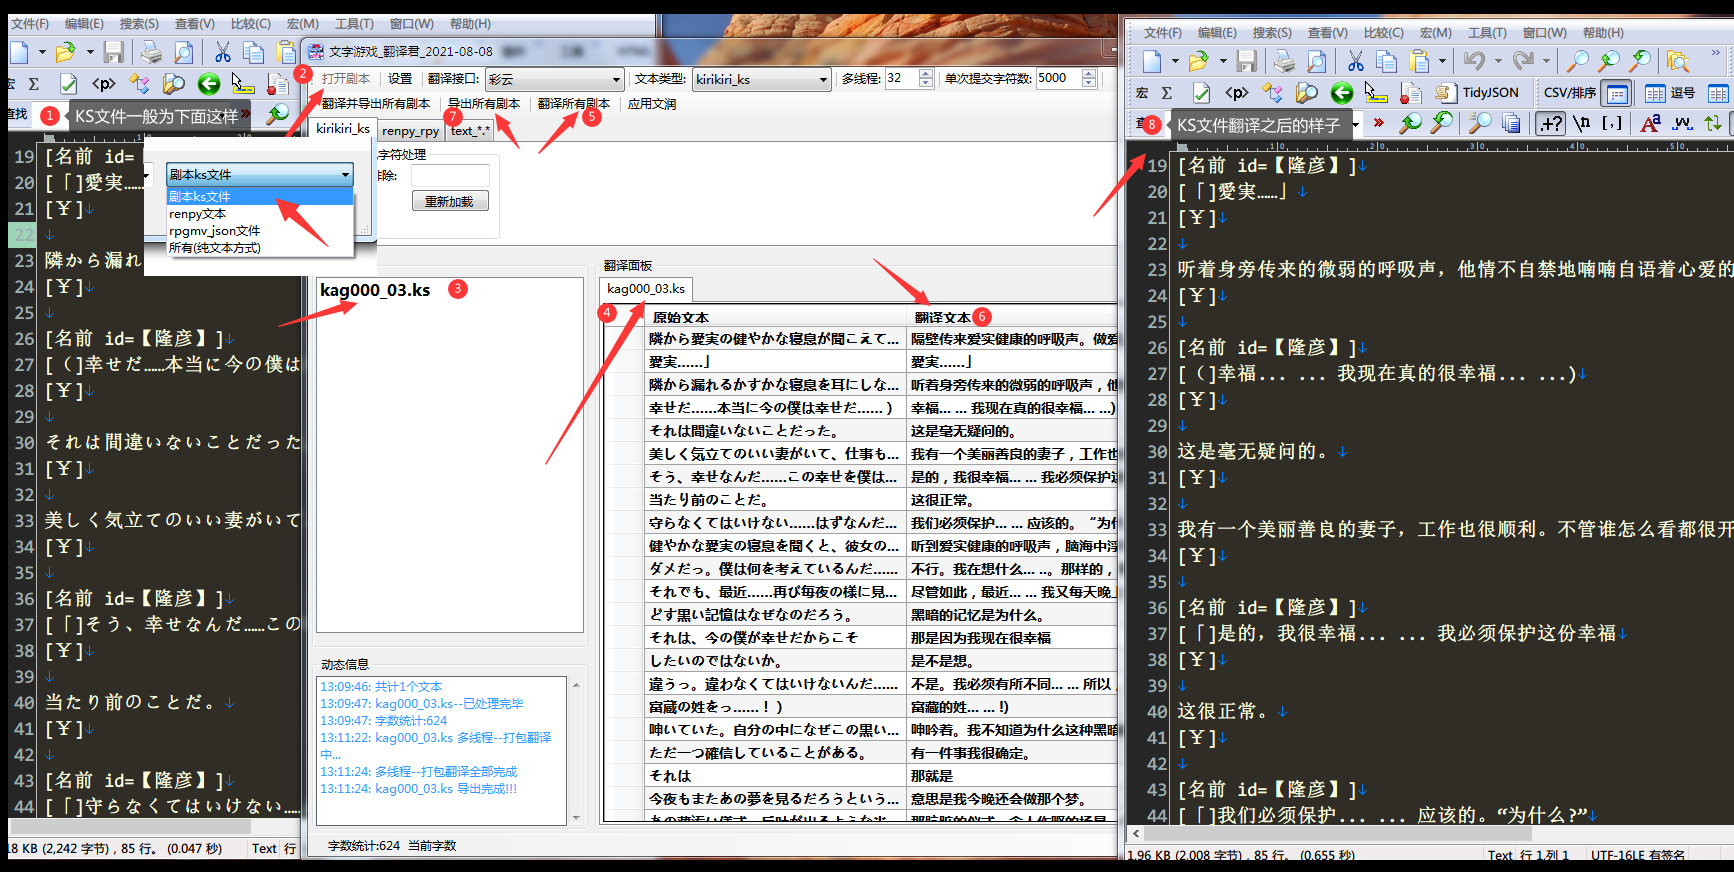 文件(F) 编辑(E) 搜索(S) 查看(V) 比较(C) 宏(M) 工具(T) 窗口(W) 帮助(H)
宏 Σ <p>
查找
1 KS文件一般为下面这样 »
19 [名前 id=
20 [「]愛実……
21 [￥]↓
22 ↓
23 隣から漏れ
24 [￥]↓
25 ↓
26 [名前 id=【隆彦】]↓
27 [（]幸せだ……本当に今の僕は
28 [￥]↓
29 ↓
30 それは間違いないことだった
31 [￥]↓
32 ↓
33 美しく気立てのいい妻がいて
34 [￥]↓
35 ↓
36 [名前 id=【隆彦】]↓
37 [「]そう、幸せなんだ……この
38 [￥]↓
39 ↓
40 当たり前のことだ。↓
41 [￥]↓
42 ↓
43 [名前 id=【隆彦】]↓
44 [「]守らなくてはいけない……
18 KB (2,242 字节)，85 行。 (0.047 秒) Text 行
剧本ks文件
剧本ks文件
renpy文本
rpgmv_json文件
所有(纯文本方式)
文字游戏_翻译君_2021-08-08
2 打开剧本 设置 翻译接口: 彩云 文本类型: kirikiri_ks 多线程: 32 单次提交字符数: 5000
翻译并导出所有剧本 导出所有剧本 翻译所有剧本 应用文润
7 5
kirikiri_ks renpy_rpy text_*.*
字符处理
除:
重新加载
kag000_03.ks 3
翻译面板
kag000_03.ks
4 原始文本 翻译文本 6
隣から愛実の健やかな寝息が聞こえて... 隔壁传来爱实健康的呼吸声。做爱
愛実……」 愛実……」
隣から漏れるかすかな寝息を耳にしな... 听着身旁传来的微弱的呼吸声，他
幸せだ……本当に今の僕は幸せだ……） 幸福... ... 我现在真的很幸福... ...)
それは間違いないことだった。 这是毫无疑问的。
美しく気立てのいい妻がいて、仕事も... 我有一个美丽善良的妻子，工作也
そう、幸せなんだ……この幸せを僕は... 是的，我很幸福... ... 我必须保护这
当たり前のことだ。 这很正常。
守らなくてはいけない……はずなんだ... 我们必须保护... ... 应该的。“为什
健やかな愛実の寝息を聞くと、彼女の... 听到爱实健康的呼吸声，脑海中浮
ダメだっ。僕は何を考えているんだ…... 不行。我在想什么... ...。那样的，
それでも、最近……再び毎夜の様に見... 尽管如此，最近... ... 我又每天晚上
どす黒い記憶はなぜなのだろう。 黑暗的记忆是为什么。
それは、今の僕が幸せだからこそ 那是因为我现在很幸福
したいのではないか。 是不是想。
違うっ。違わなくてはいけないんだ…... 不是。我必须有所不同... ... 所以，
富蔵の姓をっ……！） 富藏的姓... ... !)
呻いていた。自分の中になぜこの黒い... 呻吟着。我不知道为什么这种黑暗
ただ一つ確信していることがある。 有一件事我很确定。
それは 那就是
今夜もまたあの夢を見るだろうという... 意思是我今晚还会做那个梦。
动态信息
13:09:46: 共计1个文本
13:09:47: kag000_03.ks--已处理完毕
13:09:47: 字数统计:624
13:11:22: kag000_03.ks 多线程--打包翻译
中...
13:11:24: 多线程--打包翻译全部完成
13:11:24: kag000_03.ks 导出完成!!!
字数统计:624 当前字数
文件(F) 编辑(E) 搜索(S) 查看(V) 比较(C) 宏(M) 工具(T) 窗口(W) 帮助(H)
宏 Σ <p> TidyJSON CSV/排序 逗号
8 KS文件翻译之后的样子 »
10 20 30 40 50
19 [名前 id=【隆彦】]↓
20 [「]愛実……」↓
21 [￥]↓
22 ↓
23 听着身旁传来的微弱的呼吸声，他情不自禁地喃喃自语着心爱的
24 [￥]↓
25 ↓
26 [名前 id=【隆彦】]↓
27 [（]幸福... ... 我现在真的很幸福... ...)↓
28 [￥]↓
29 ↓
30 这是毫无疑问的。↓
31 [￥]↓
32 ↓
33 我有一个美丽善良的妻子，工作也很顺利。不管谁怎么看都很开
34 [￥]↓
35 ↓
36 [名前 id=【隆彦】]↓
37 [「]是的，我很幸福... ... 我必须保护这份幸福↓
38 [￥]↓
39 ↓
40 这很正常。↓
41 [￥]↓
42 ↓
43 [名前 id=【隆彦】]↓
44 [「]我们必须保护... ... 应该的。“为什么?”↓
1.96 KB (2,008 字节)，85 行。 (0.655 秒) Text 行 1,列 1 UTF-16LE 有签名